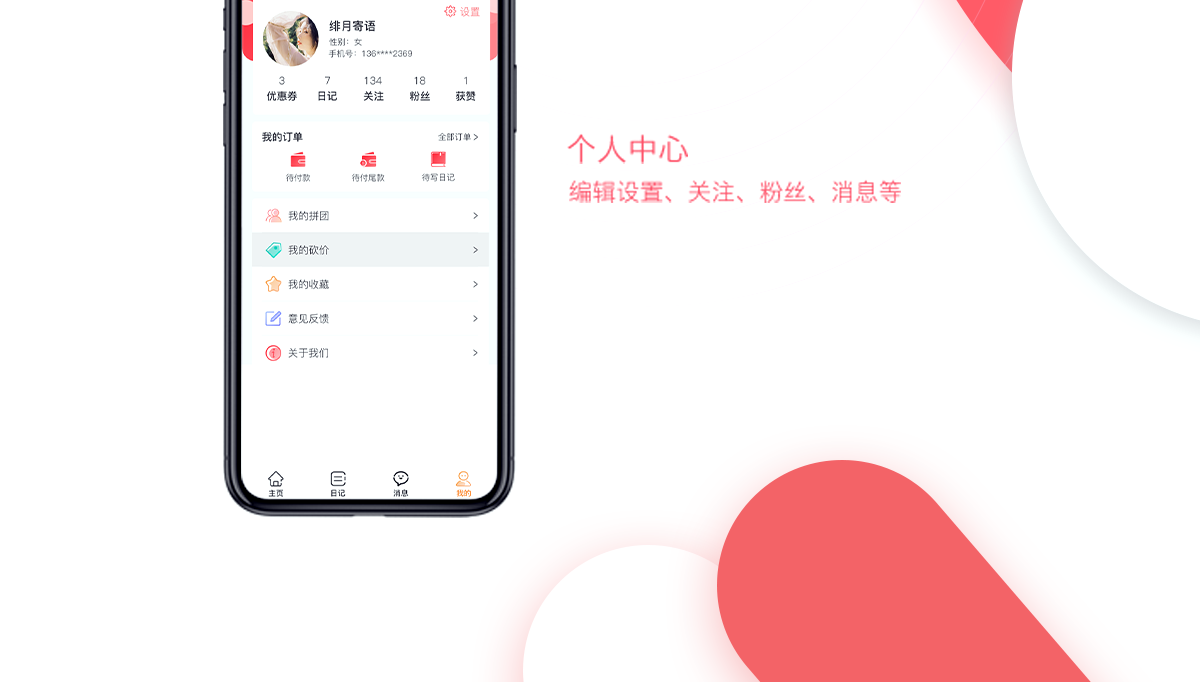 设置
绯月寄语
性别：女
手机号：136****2369
3 7 134 18 1
优惠券 日记 关注 粉丝 获赞
我的订单 全部订单
待付款 待付尾款 待写日记
我的拼团
我的砍价
我的收藏
意见反馈
关于我们
主页 日记 消息 我的
个人中心
编辑设置、关注、粉丝、消息等